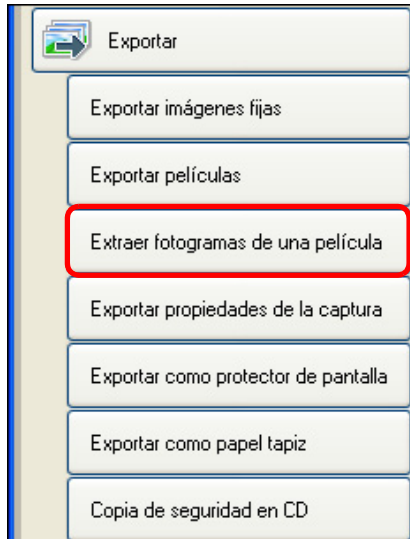 Exportar
Exportar imágenes fijas
Exportar películas
Extraer fotogramas de una película
Exportar propiedades de la captura
Exportar como protector de pantalla
Exportar como papel tapiz
Copia de seguridad en CD